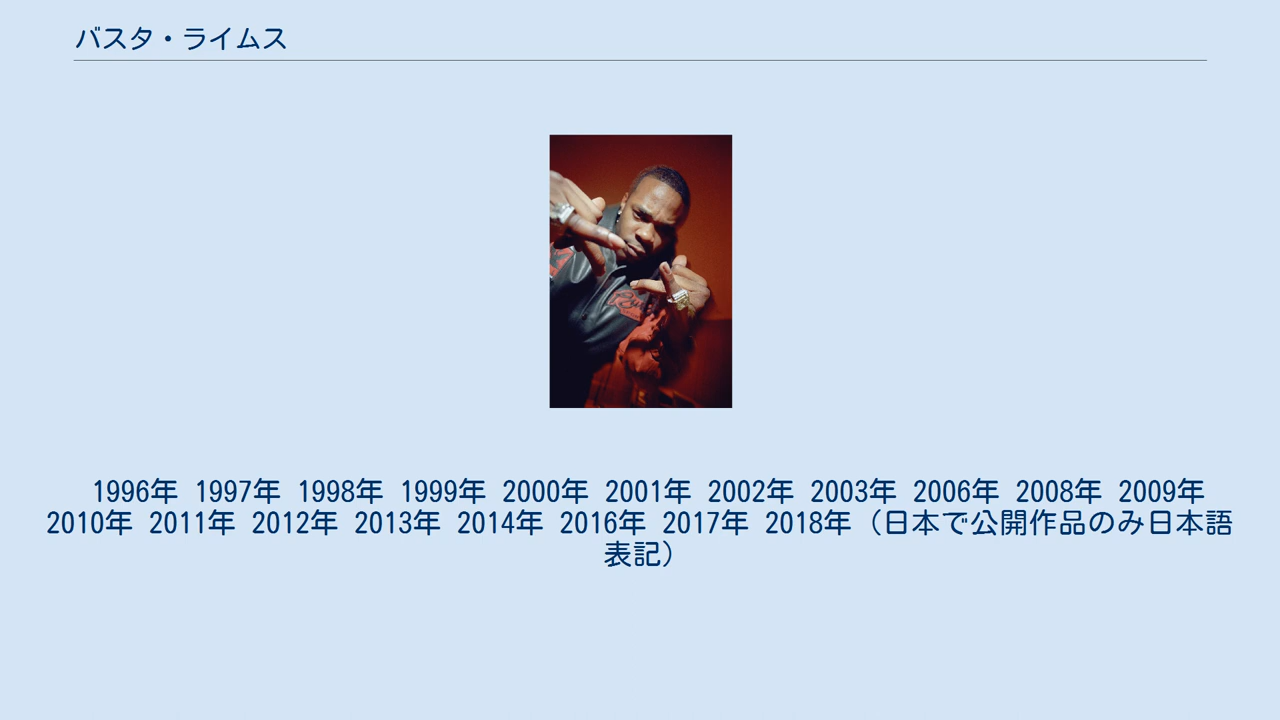 バスタ・ライムス
1996年 1997年 1998年 1999年 2000年 2001年 2002年 2003年 2006年 2008年 2009年
2010年 2011年 2012年 2013年 2014年 2016年 2017年 2018年（日本で公開作品のみ日本語
表記）